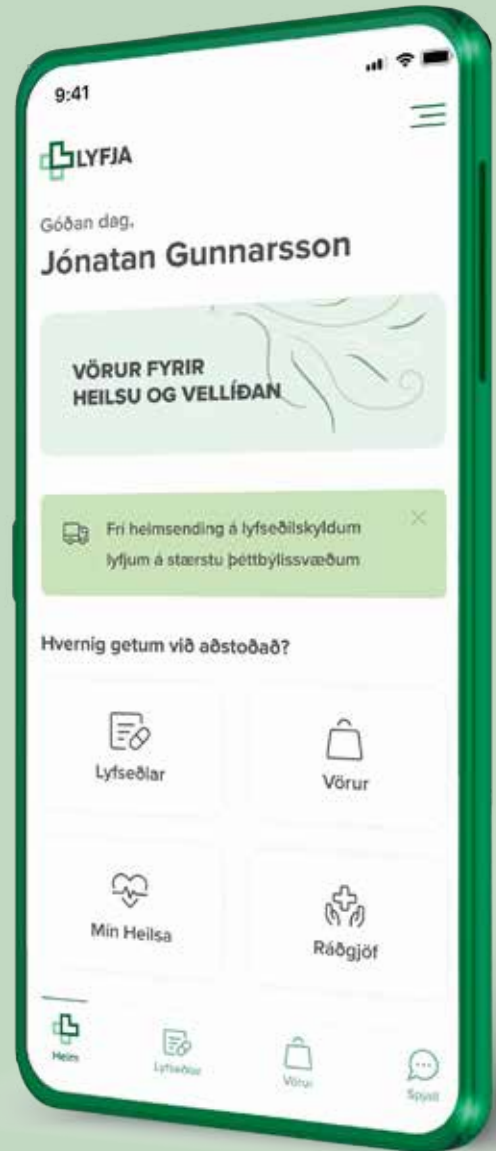 9:41
LYFJA
Góðan dag,
Jónatan Gunnarsson
VÖRUR FYRIR
HEILSU OG VELLÍÐAN
Frí heimsending á lyfseðilskyldum
lyfjum á stærstu þéttbýlissvæðum
Hvernig getum við aðstoðað?
Lyfseðlar
Vörur
Mín Heilsa
Ráðgjöf
Heim
Lyfseðlar
Vörur
Spjall